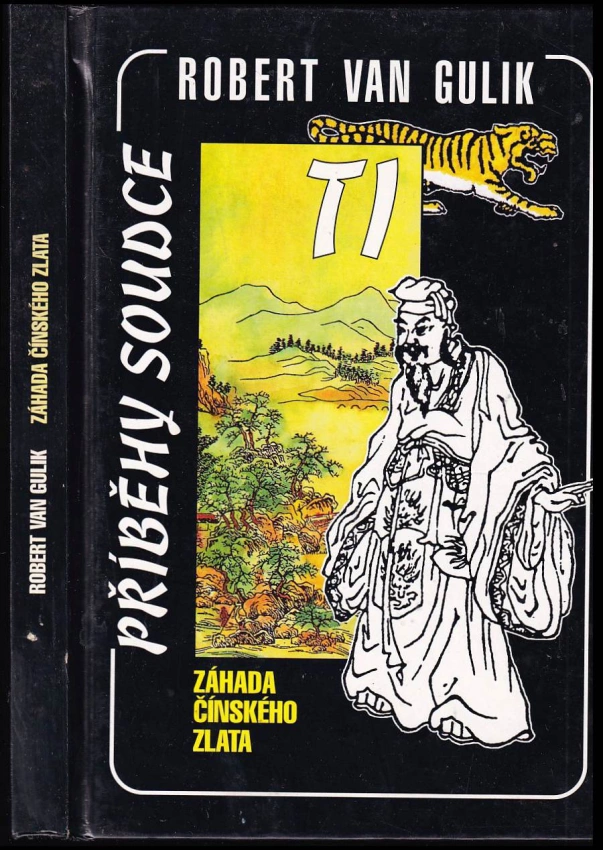 ROBERT VAN GULIK ZÁHADA ČÍNSKÉHO ZLATA
ROBERT VAN GULIK
PŘÍBĚHY SOUDCE
TI
ZÁHADA
ČÍNSKÉHO
ZLATA